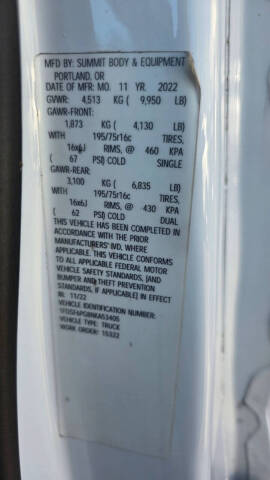 MFD BY: SUMMIT BODY & EQUIPMENT
PORTLAND, OR
DATE OF MFR: MO. 11 YR. 2022
GVWR: 4,513 KG ( 9,950 LB)
GAWR-FRONT:
1,873 KG ( 4,130 LB)
WITH 195/75r16c TIRES,
16x6J RIMS, @ 460 KPA
( 67 PSI) COLD SINGLE
GAWR-REAR:
3,100 KG ( 6,835 LB)
WITH 195/75r16c TIRES,
16x6J RIMS, @ 430 KPA
( 62 PSI) COLD DUAL
THIS VEHICLE HAS BEEN COMPLETED
IN ACCORDANCE WITH THE PRIOR
MANUFACTURERS' IVD, WHERE
APPLICABLE. THIS VEHICLE CONFORMS
TO ALL APPLICABLE FEDERAL MOTOR
VEHICLE SAFETY STANDARDS, [AND
BUMPER AND THEFT PREVENTION
STANDARDS, IF APPLICABLE] IN EFFECT
IN: 11/22
VEHICLE IDENTIFICATION NUMBER:
VEHICLE TYPE: TRUCK
WORK ORDER: 15322